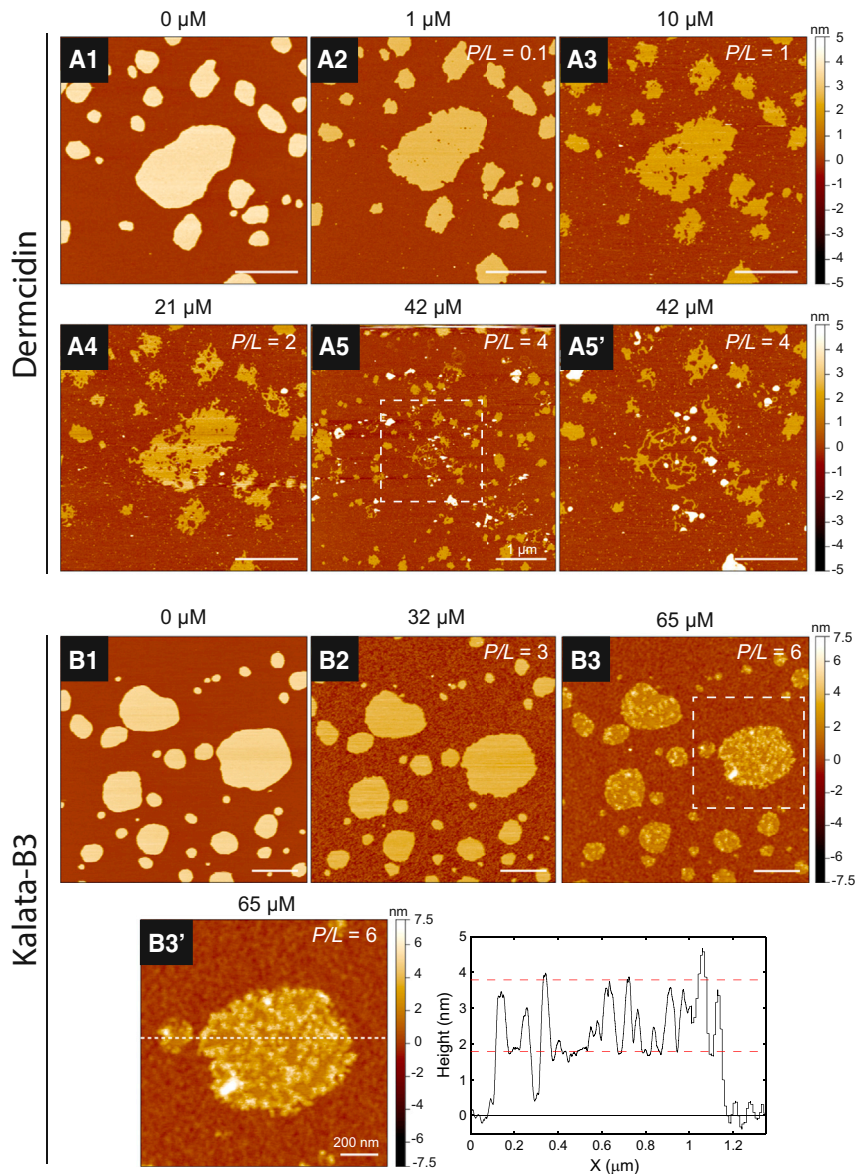 Dermcidin
0 µM
1 µM
10 µM
A1
A2
P/L = 0.1
A3
P/L = 1
nm
5
4
3
2
1
0
-1
-2
-3
-4
-5
21 µM
42 µM
42 µM
A4
P/L = 2
A5
P/L = 4
1 µm
A5'
P/L = 4
nm
5
4
3
2
1
0
-1
-2
-3
-4
-5
Kalata-B3
0 µM
32 µM
65 µM
B1
B2
P/L = 3
B3
P/L = 6
nm
7.5
6
4
2
0
-2
-4
-6
-7.5
65 µM
B3'
P/L = 6
200 nm
nm
7.5
6
4
2
0
-2
-4
-6
-7.5
Height (nm)
5
4
3
2
1
0
0
0.2
0.4
0.6
0.8
1.0
1.2
X (µm)